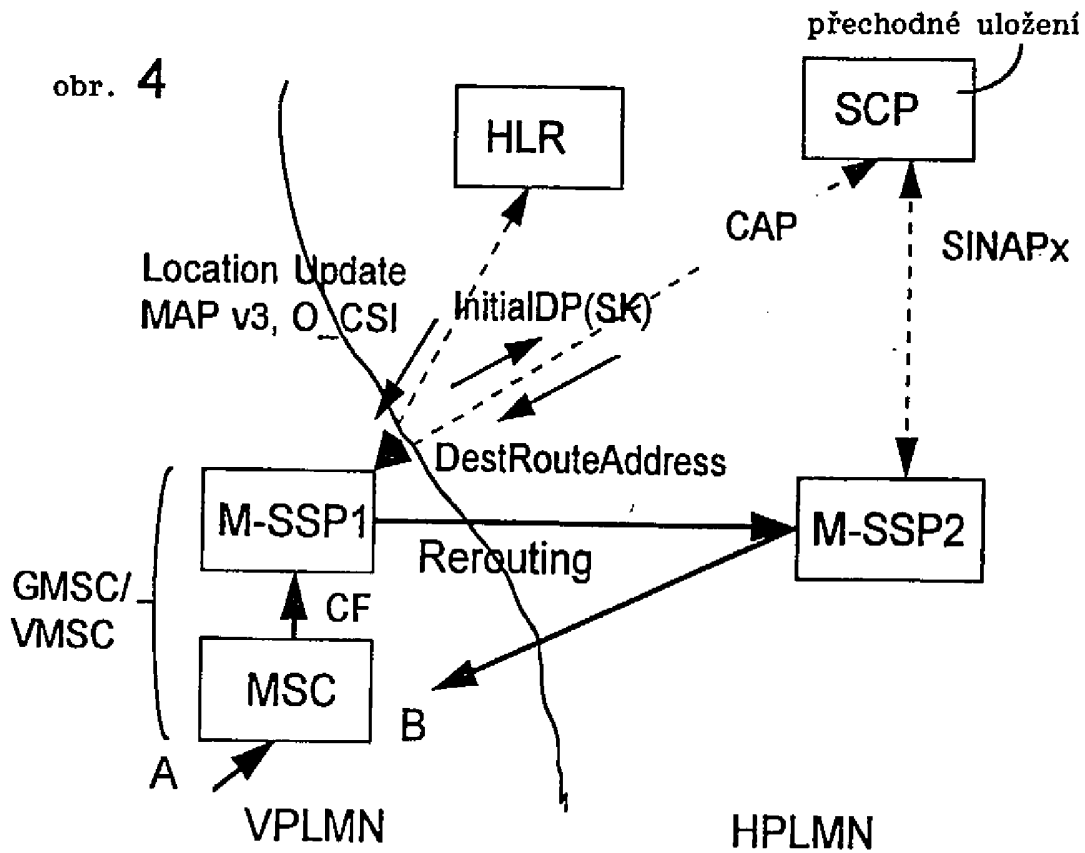 přechodné uložení
obr. 4
HLR
SCP
CAP
SINAPx
Location Update
MAP v3, O_CSI
InitialDP(SK)
DestRouteAddress
M-SSP1
M-SSP2
Rerouting
GMSC/
VMSC
CF
MSC
B
A
VPLMN
HPLMN